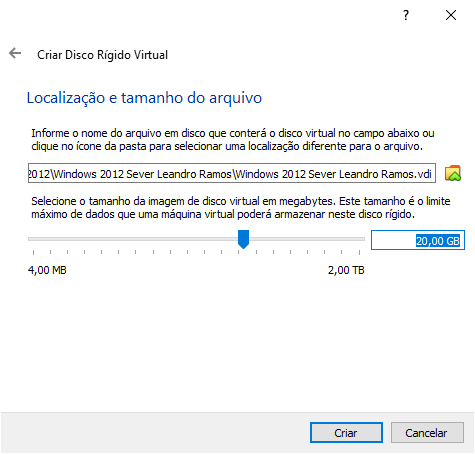 ?
Criar Disco Rígido Virtual
Localização e tamanho do arquivo
Informe o nome do arquivo em disco que conterá o disco virtual no campo abaixo ou
clique no ícone da pasta para selecionar uma localização diferente para o arquivo.
2012\Windows 2012 Sever Leandro Ramos\Windows 2012 Sever Leandro Ramos.vdi
Selecione o tamanho da imagem de disco virtual em megabytes. Este tamanho é o limite
máximo de dados que uma máquina virtual poderá armazenar neste disco rígido.
20,00 GB
4,00 MB 2,00 TB
Criar Cancelar